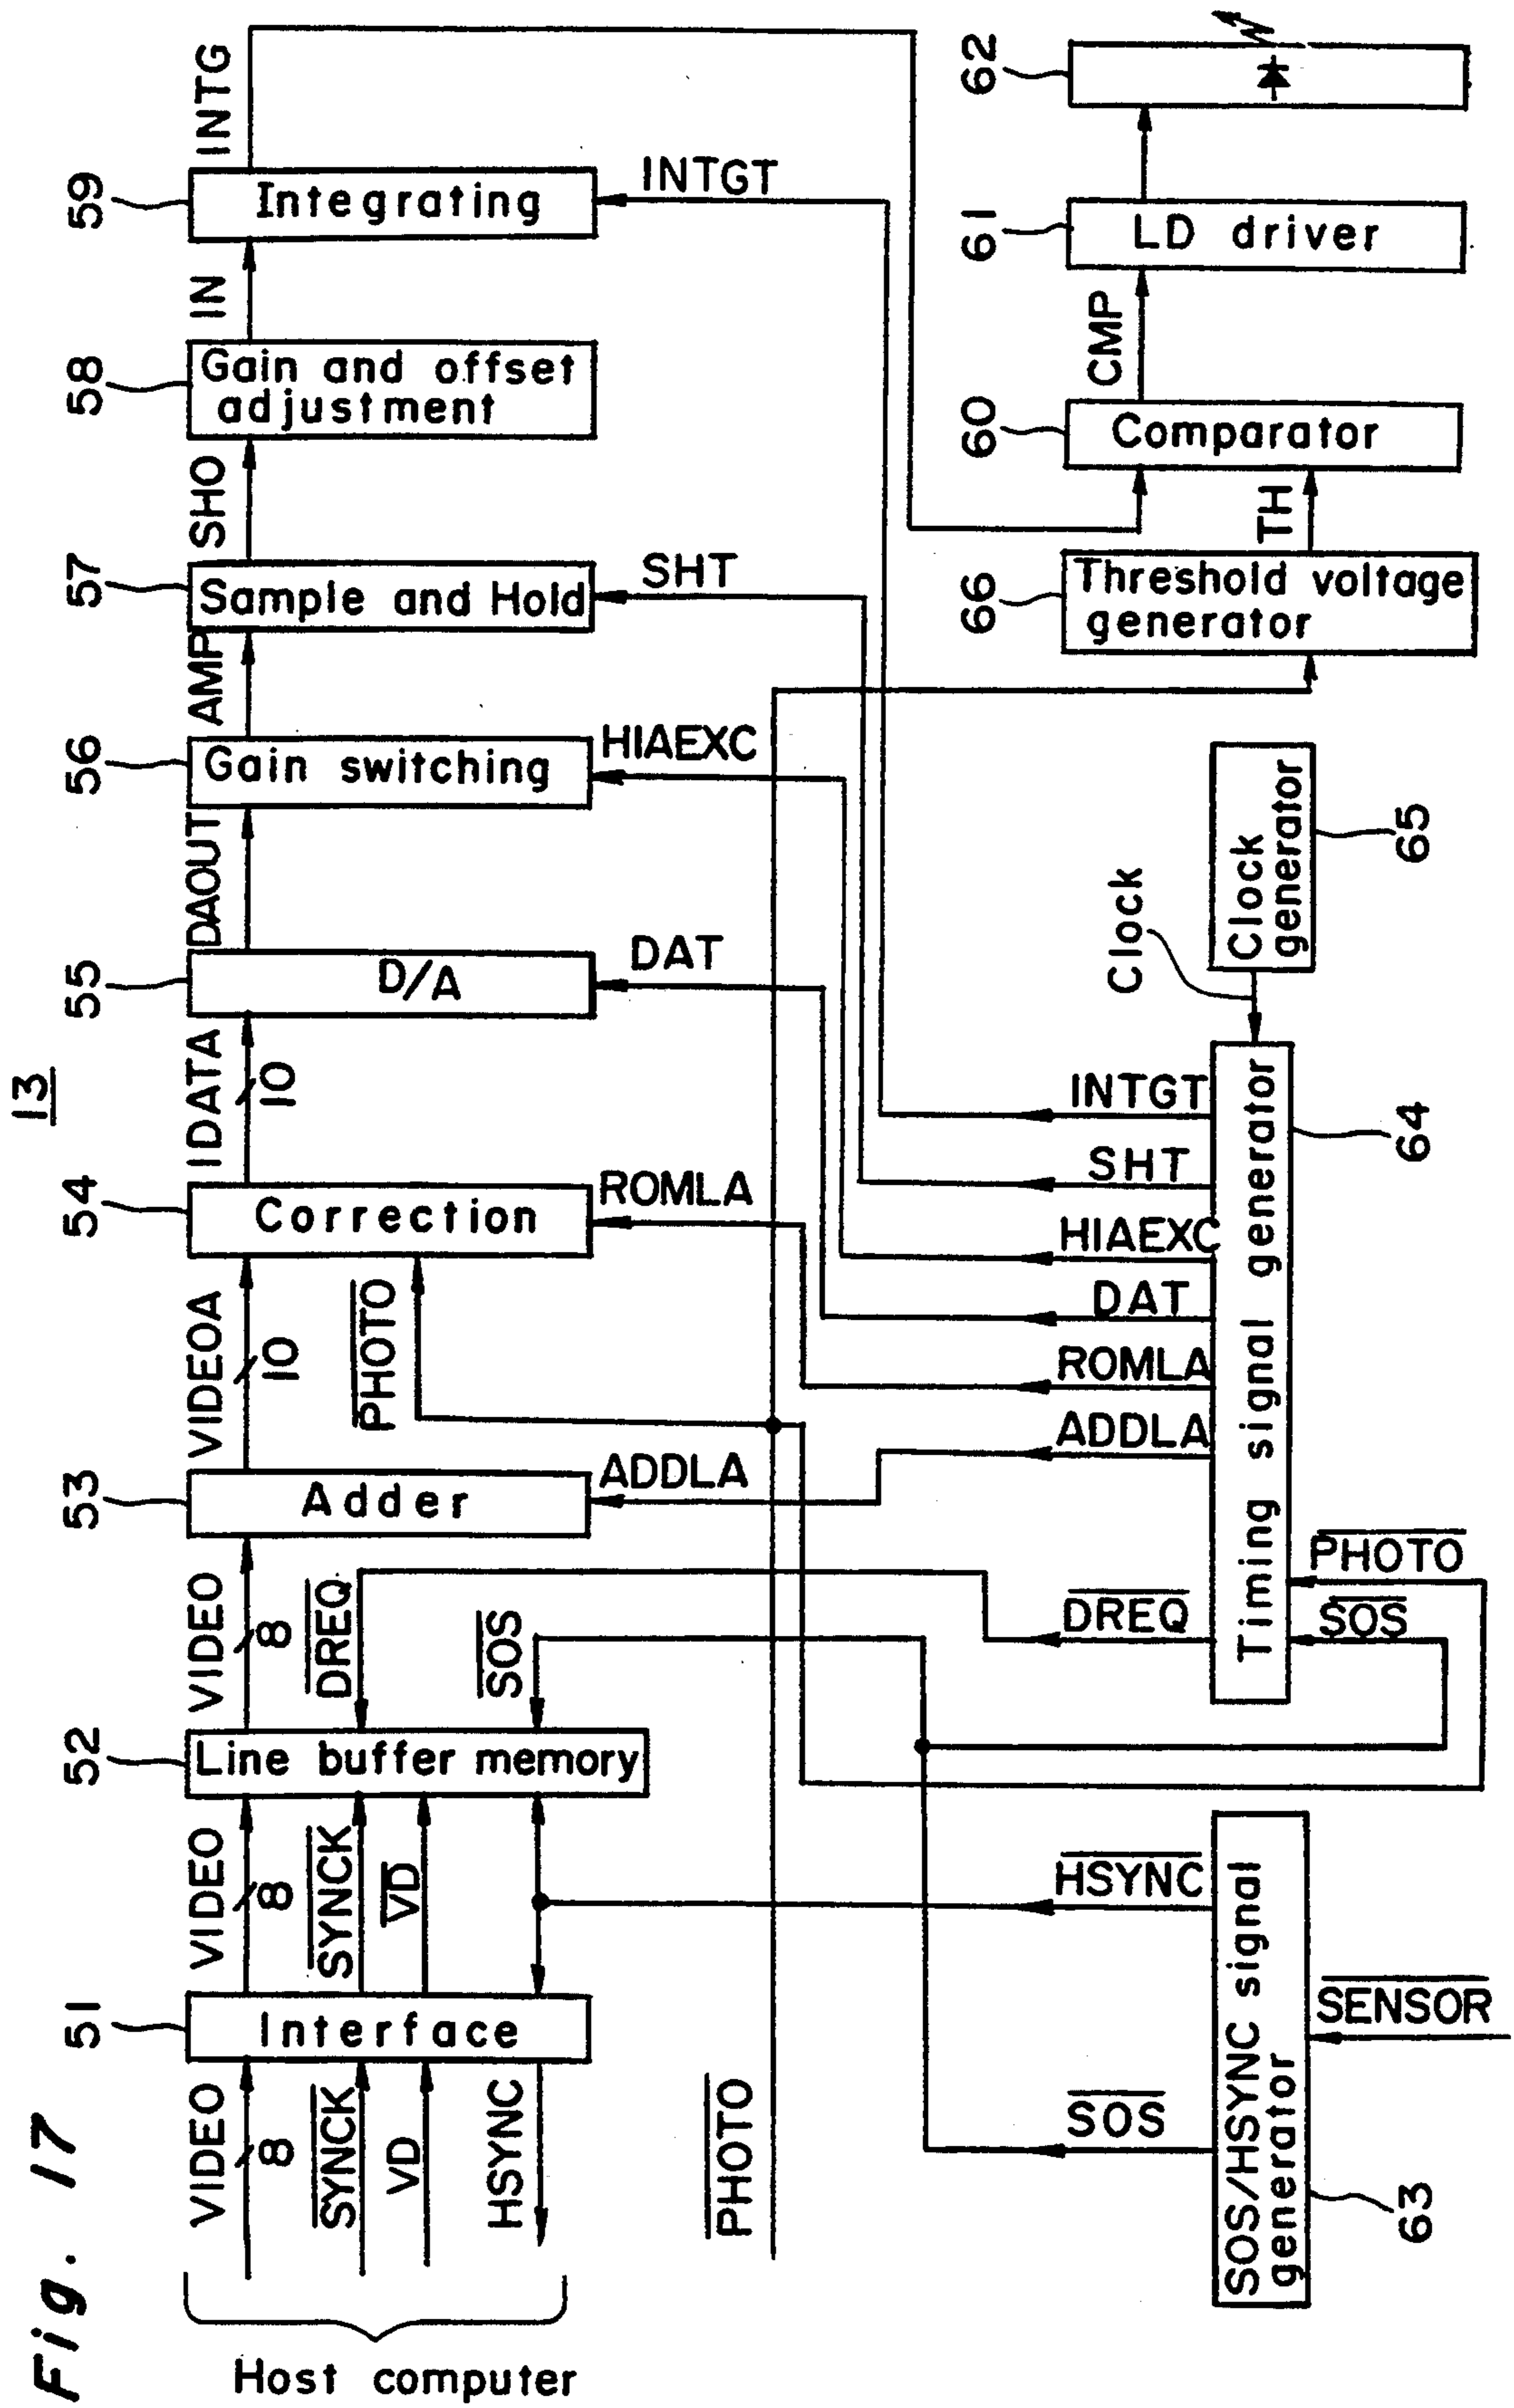 Fig. 17
13
Host computer
VIDEO
8
SYNCK
VD
HSYNC
PHOTO
51
Interface
VIDEO
8
SYNCK
VD
52
Line buffer memory
VIDEO
8
DREQ
SOS
53
Adder
ADDLA
VIDEOA
10
PHOTO
54
Correction
ROMLA
IDATA
10
55
D/A
DAT
DAOUT
56
Gain switching
HIAEXC
AMP
57
Sample and Hold
SHT
SHO
58
Gain and offset
adjustment
IN
59
Integrating
INTGT
INTG
SOS
HSYNC
SOS/HSYNC signal
generator
63
SENSOR
DREQ
ADDLA
ROMLA
DAT
HIAEXC
SHT
INTGT
Timing signal generator
64
SOS
PHOTO
Clock
Clock
generator
65
66
Threshold voltage
generator
TH
60
Comparator
CMP
61
LD driver
62